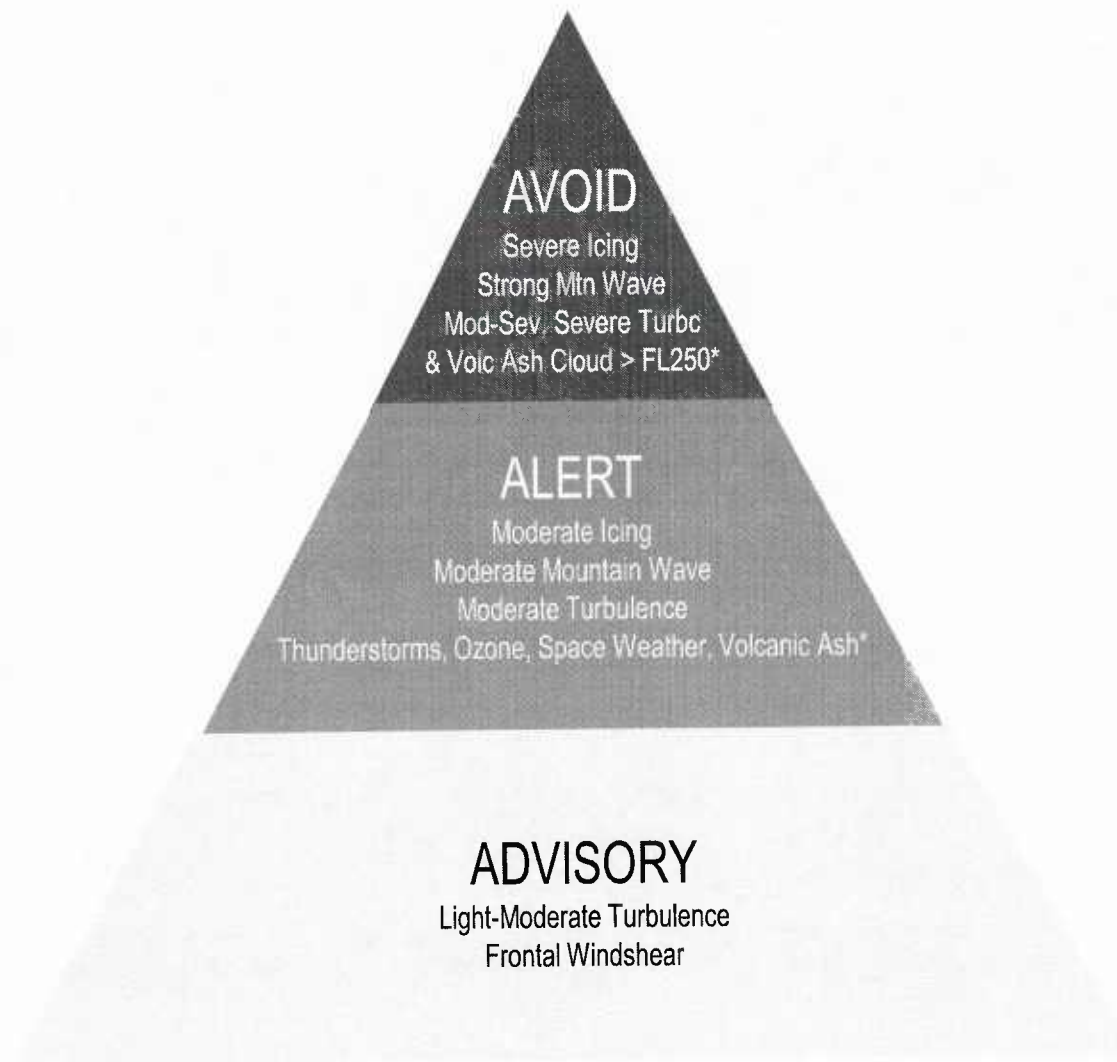 AVOID
Severe Icing
Strong Mtn Wave
Mod-Sev, Severe Turbc
& Volc Ash Cloud > FL250*
ALERT
Moderate Icing
Moderate Mountain Wave
Moderate Turbulence
Thunderstorms, Ozone, Space Weather, Volcanic Ash*
ADVISORY
Light-Moderate Turbulence
Frontal Windshear